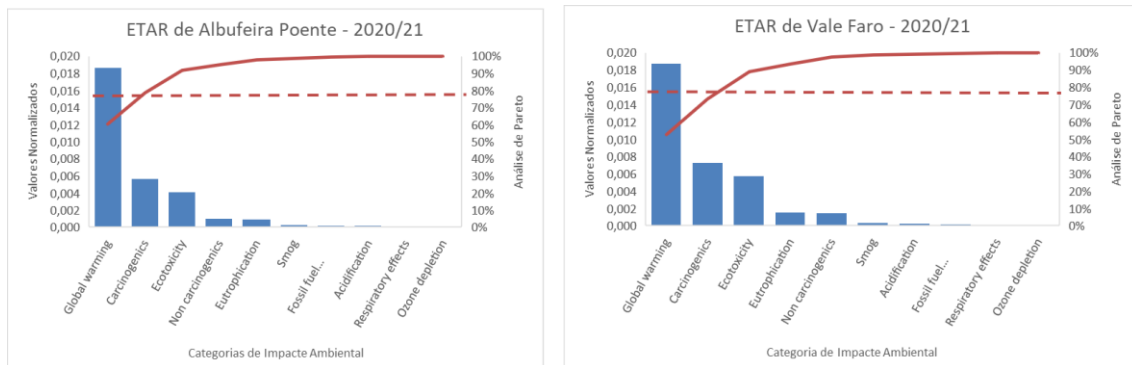 ETAR de Albufeira Poente - 2020/21
0,020
0,018
0,016
0,014
0,012
0,010
0,008
0,006
0,004
0,002
0,000
Valores Normalizados
100%
90%
80%
70%
60%
50%
40%
30%
20%
10%
0%
Análise de Pareto
Global warming
Carcinogenics
Ecotoxicity
Non carcinogenics
Eutrophication
Smog
Fossil fuel...
Acidification
Respiratory effects
Ozone depletion
Categorias de Impacte Ambiental
ETAR de Vale Faro - 2020/21
0,020
0,018
0,016
0,014
0,012
0,010
0,008
0,006
0,004
0,002
0,000
Valores Normalizados
100%
90%
80%
70%
60%
50%
40%
30%
20%
10%
0%
Análise de Pareto
Global warming
Carcinogenics
Ecotoxicity
Eutrophication
Non carcinogenics
Smog
Acidification
Fossil fuel...
Respiratory effects
Ozone depletion
Categoria de Impacte Ambiental